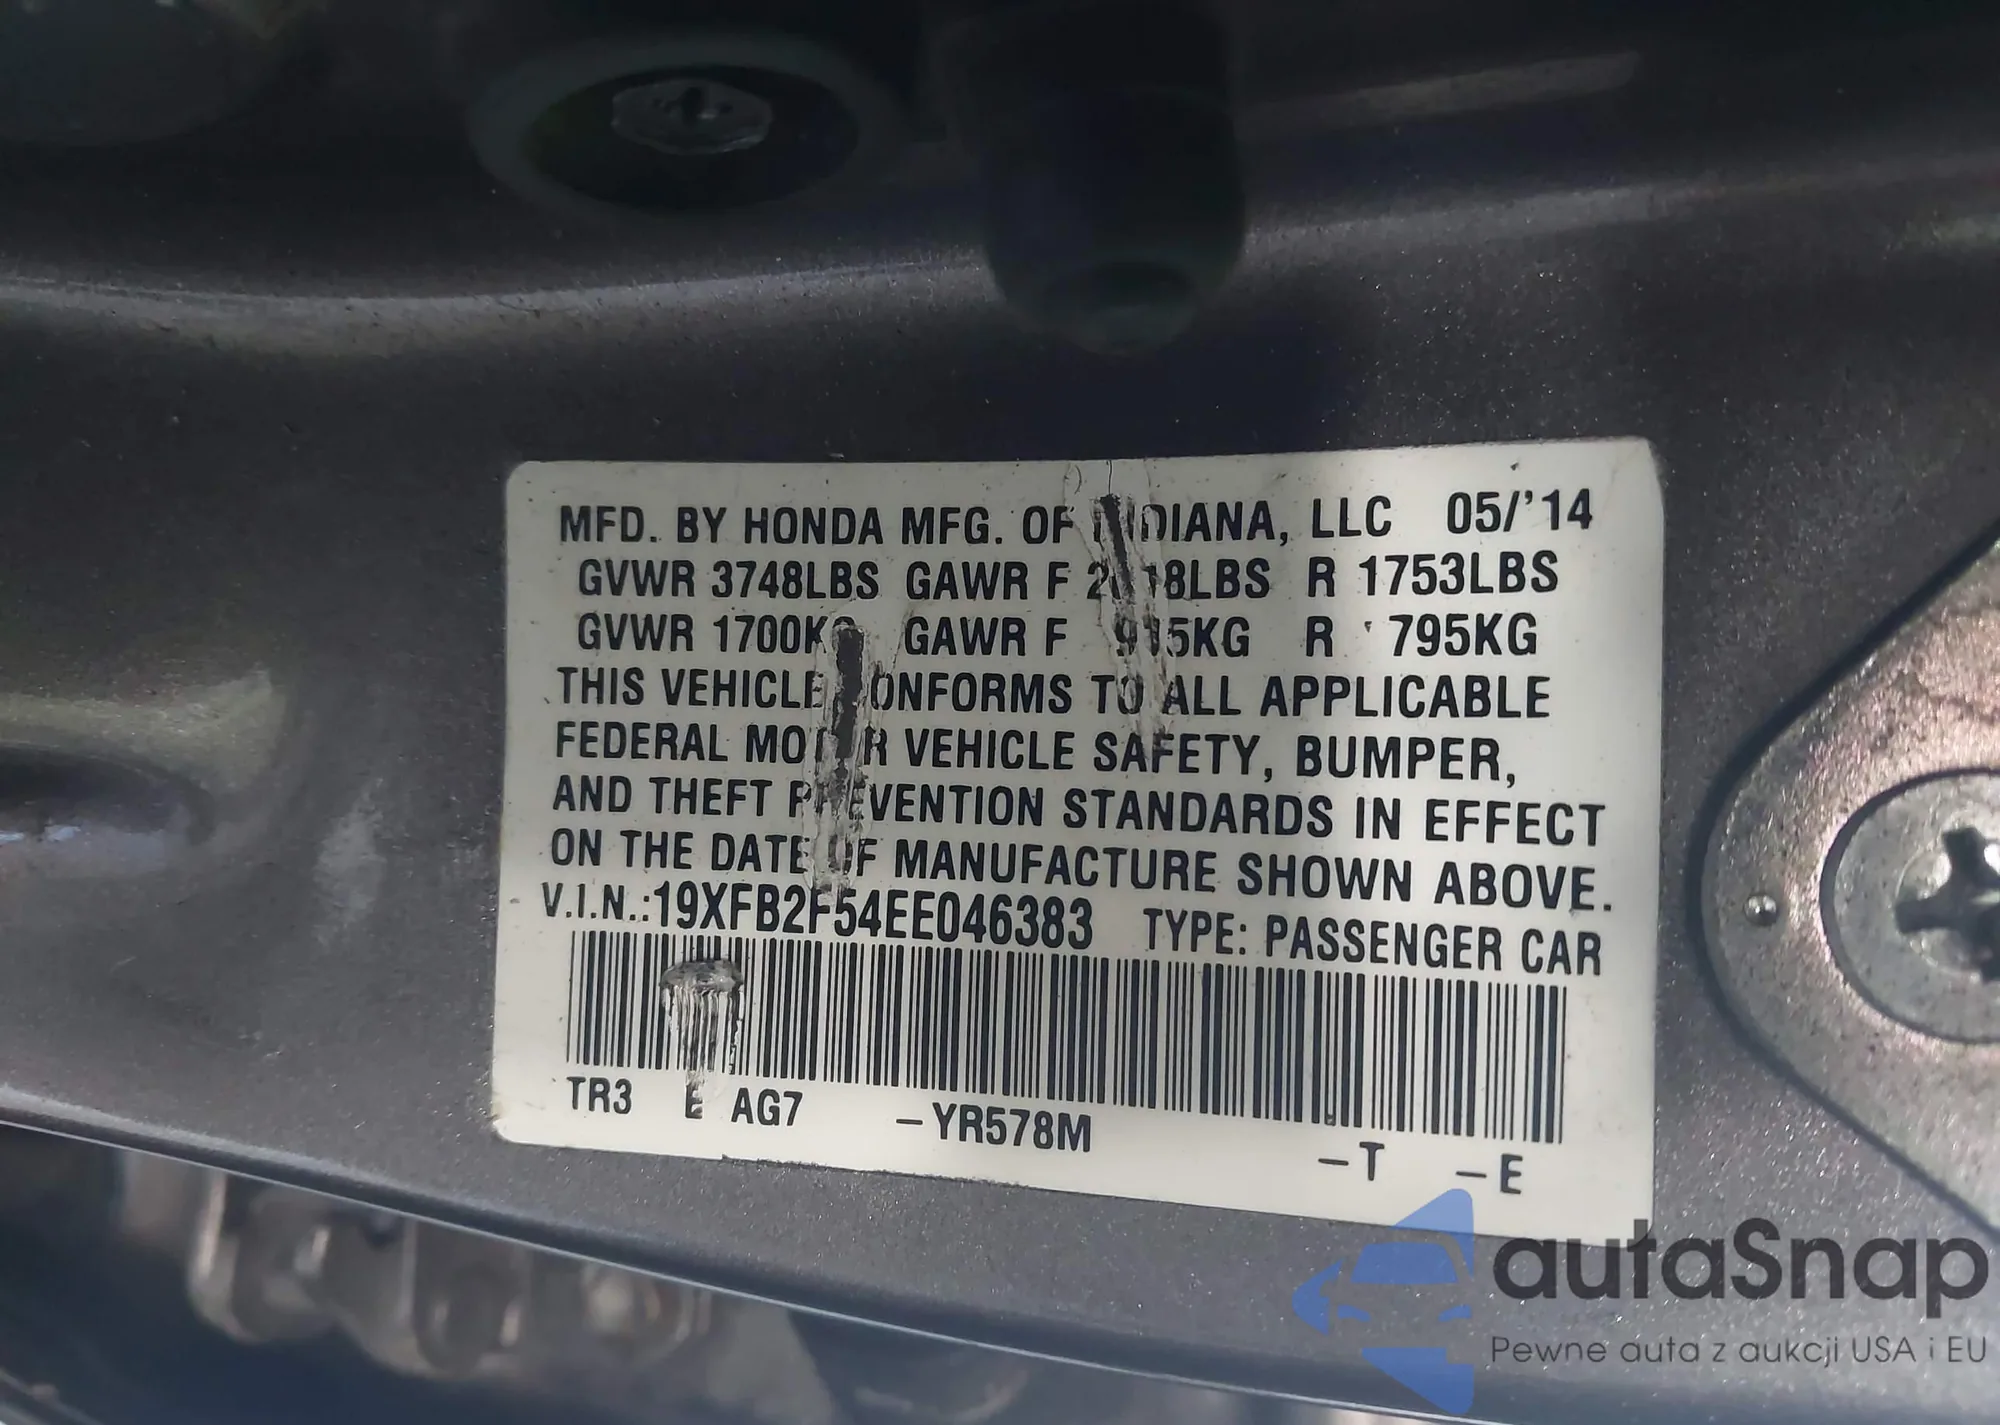 MFD. BY HONDA MFG. OF INDIANA, LLC 05/'14
GVWR 3748LBS GAWR F LBS R 1753LBS
GVWR 1700KG GAWR F 915KG R 795KG
THIS VEHICLE CONFORMS TO ALL APPLICABLE
FEDERAL MOTOR VEHICLE SAFETY, BUMPER,
AND THEFT PREVENTION STANDARDS IN EFFECT
ON THE DATE OF MANUFACTURE SHOWN ABOVE.
V.I.N.:19XFB2F54EE046383 TYPE: PASSENGER CAR
TR3 E AG7 –YR578M –T –E
autaSnap
Pewne auta z aukcji USA i EU